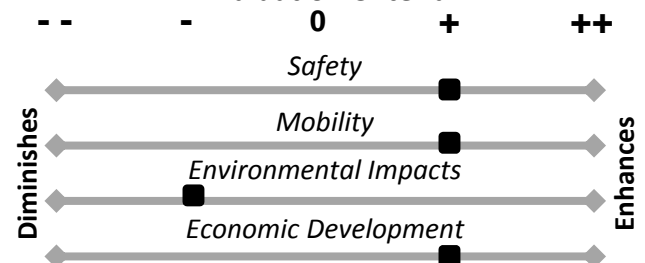 - - - 0 + ++
Safety
Mobility
Environmental Impacts
Economic Development
Diminishes
Enhances